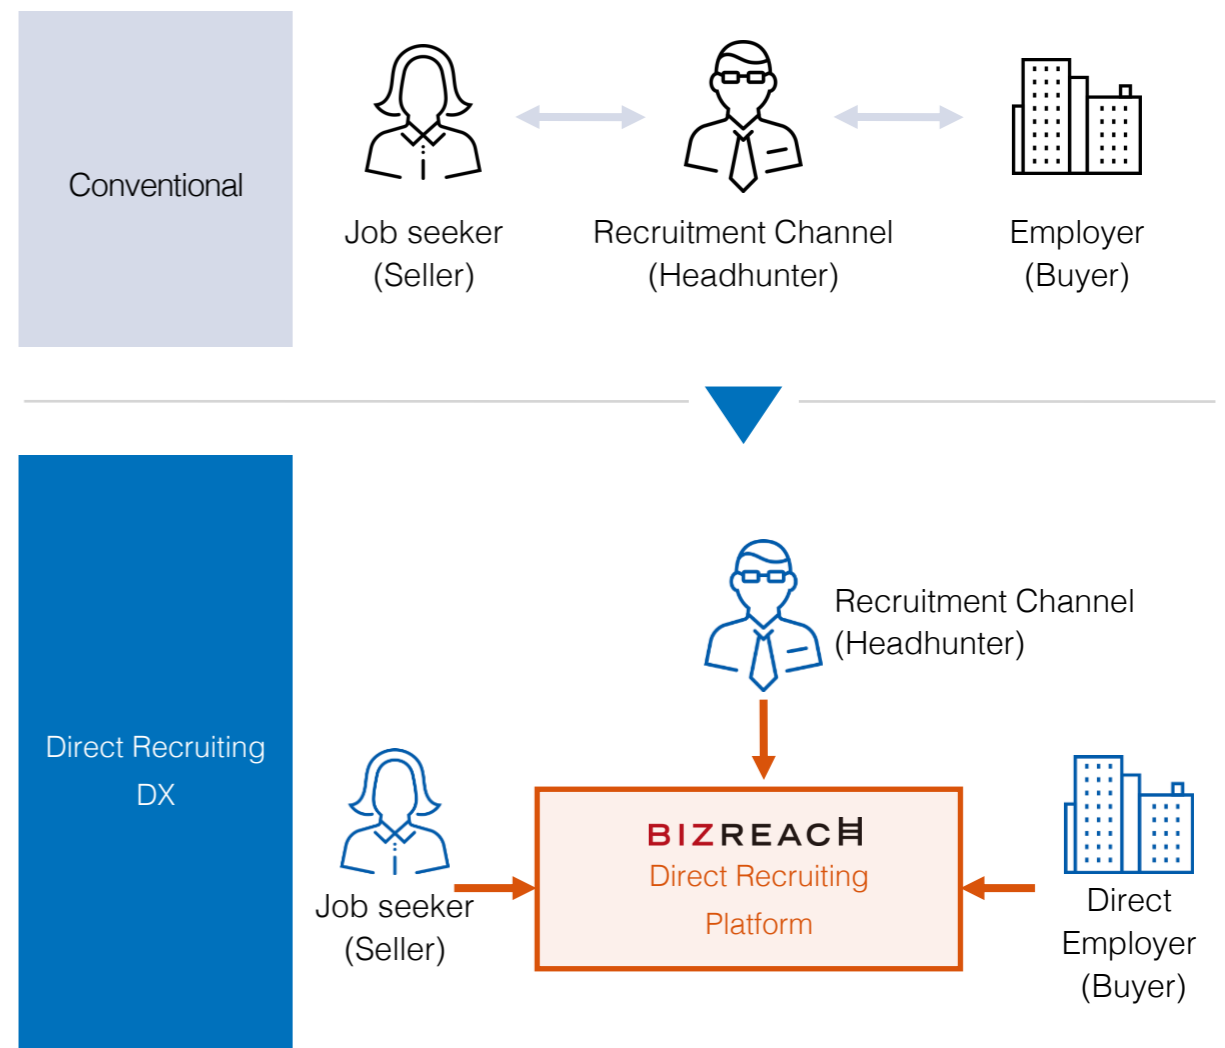 Conventional
Job seeker
(Seller)
Recruitment Channel
(Headhunter)
Employer
(Buyer)
Direct Recruiting
DX
Recruitment Channel
(Headhunter)
Job seeker
(Seller)
BIZREACH
Direct Recruiting
Platform
Direct
Employer
(Buyer)